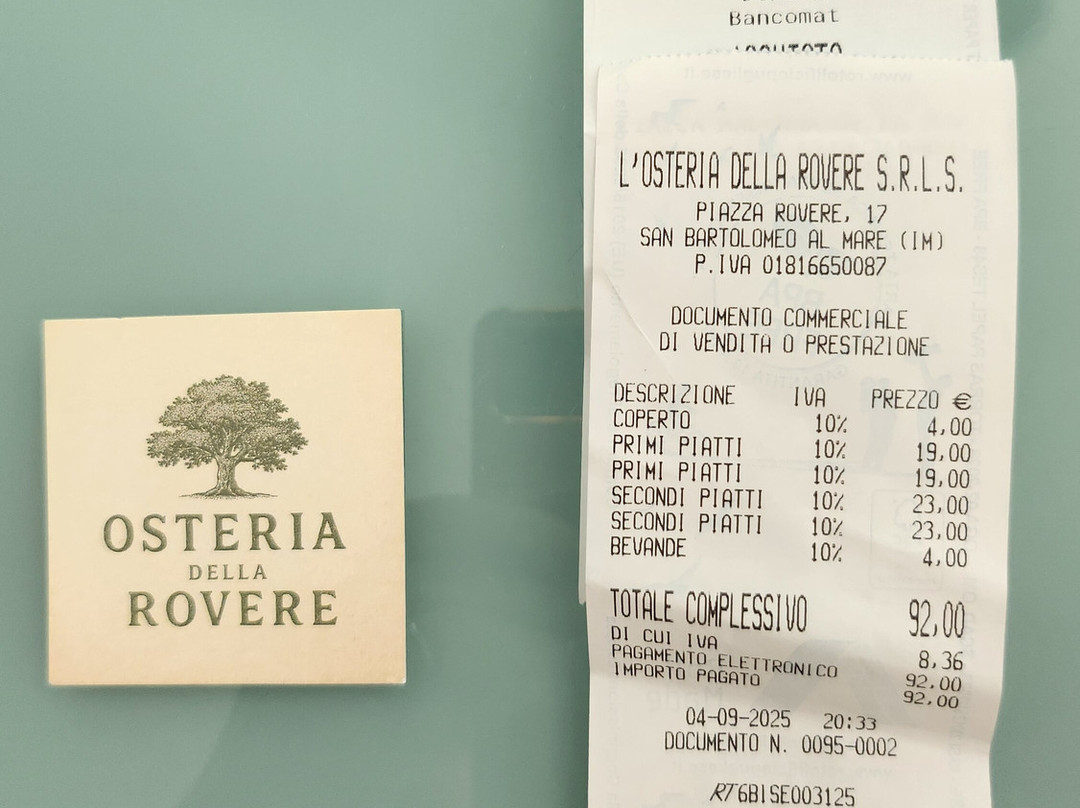 OSTERIA
DELLA
ROVERE
Bancomat
L'OSTERIA DELLA ROVERE S.R.L.S.
PIAZZA ROVERE, 17
SAN BARTOLOMEO AL MARE (IM)
P.IVA 01816650087
DOCUMENTO COMMERCIALE
DI VENDITA O PRESTAZIONE
DESCRIZIONE IVA PREZZO €
COPERTO 10% 4,00
PRIMI PIATTI 10% 19,00
PRIMI PIATTI 10% 19,00
SECONDI PIATTI 10% 23,00
SECONDI PIATTI 10% 23,00
BEVANDE 10% 4,00
TOTALE COMPLESSIVO 92,00
DI CUI IVA 8,36
PAGAMENTO ELETTRONICO 92,00
IMPORTO PAGATO 92,00
04-09-2025 20:33
DOCUMENTO N. 0095-0002
RT6BISE003125